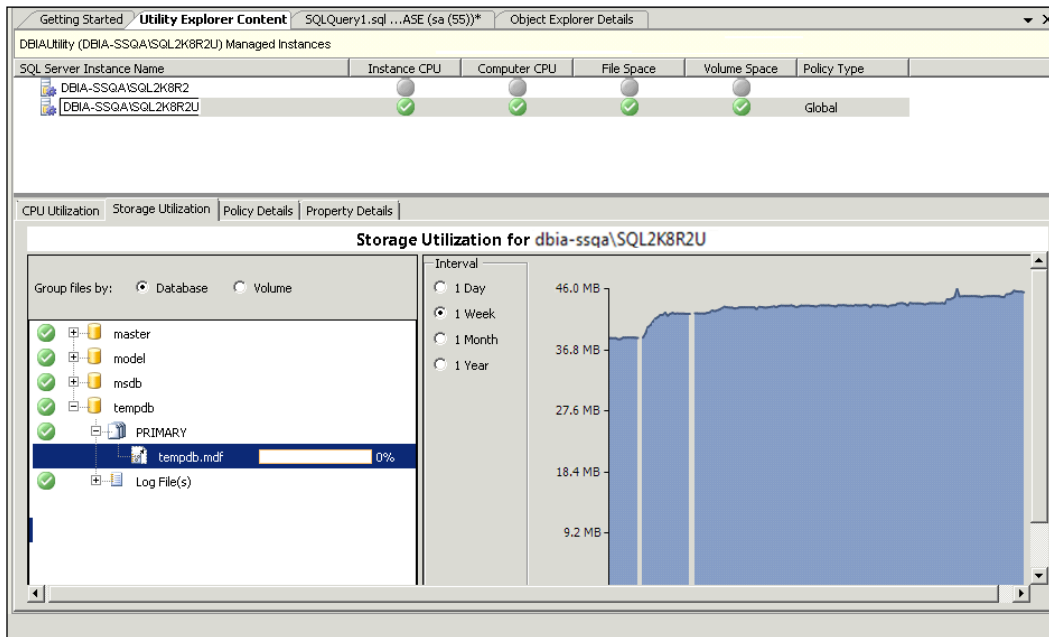 Getting Started Utility Explorer Content SQLQuery1.sql ...ASE (sa (55))* Object Explorer Details
DBIAUtility (DBIA-SSQA\SQL2K8R2U) Managed Instances
SQL Server Instance Name Instance CPU Computer CPU File Space Volume Space Policy Type
DBIA-SSQA\SQL2K8R2
DBIA-SSQA\SQL2K8R2U Global
CPU Utilization Storage Utilization Policy Details Property Details
Storage Utilization for dbia-ssqa\SQL2K8R2U
Group files by: Database Volume
master
model
msdb
tempdb
PRIMARY
tempdb.mdf 0%
Log File(s)
Interval
1 Day
1 Week
1 Month
1 Year
46.0 MB
36.8 MB
27.6 MB
18.4 MB
9.2 MB